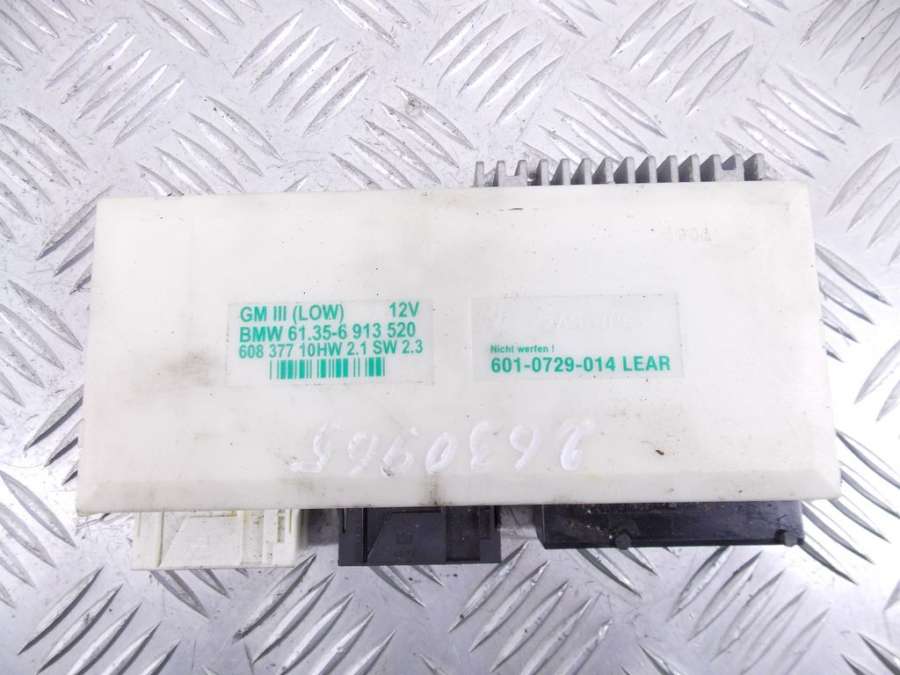 GM III (LOW) 12V
BMW 61.35-6 913 520
608 377 10HW 2.1 SW 2.3
Nicht werfen !
601-0729-014 LEAR
2630965